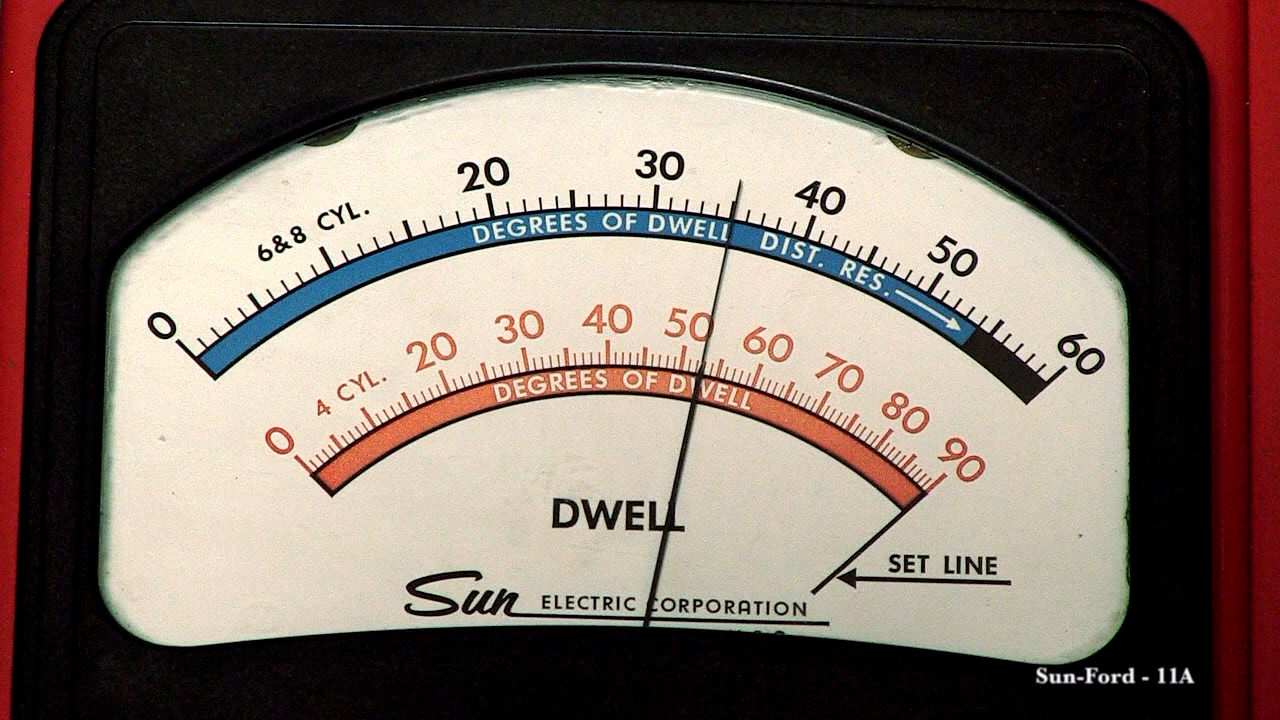 20 30 40 50 60
6&8 CYL.
0
DEGREES OF DWELL DIST. RES.
20 30 40 50 60 70 80 90
4 CYL.
0
DEGREES OF DWELL
DWELL
SET LINE
Sun ELECTRIC CORPORATION
Sun-Ford - 11A